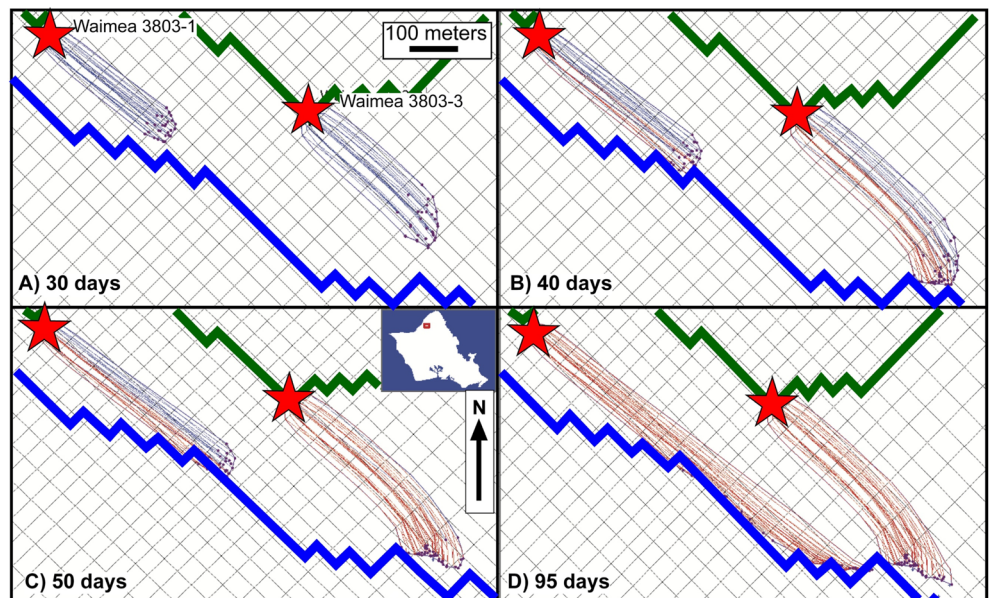 Waimea 3803-1
100 meters
Waimea 3803-3
A) 30 days
B) 40 days
N
C) 50 days
D) 95 days